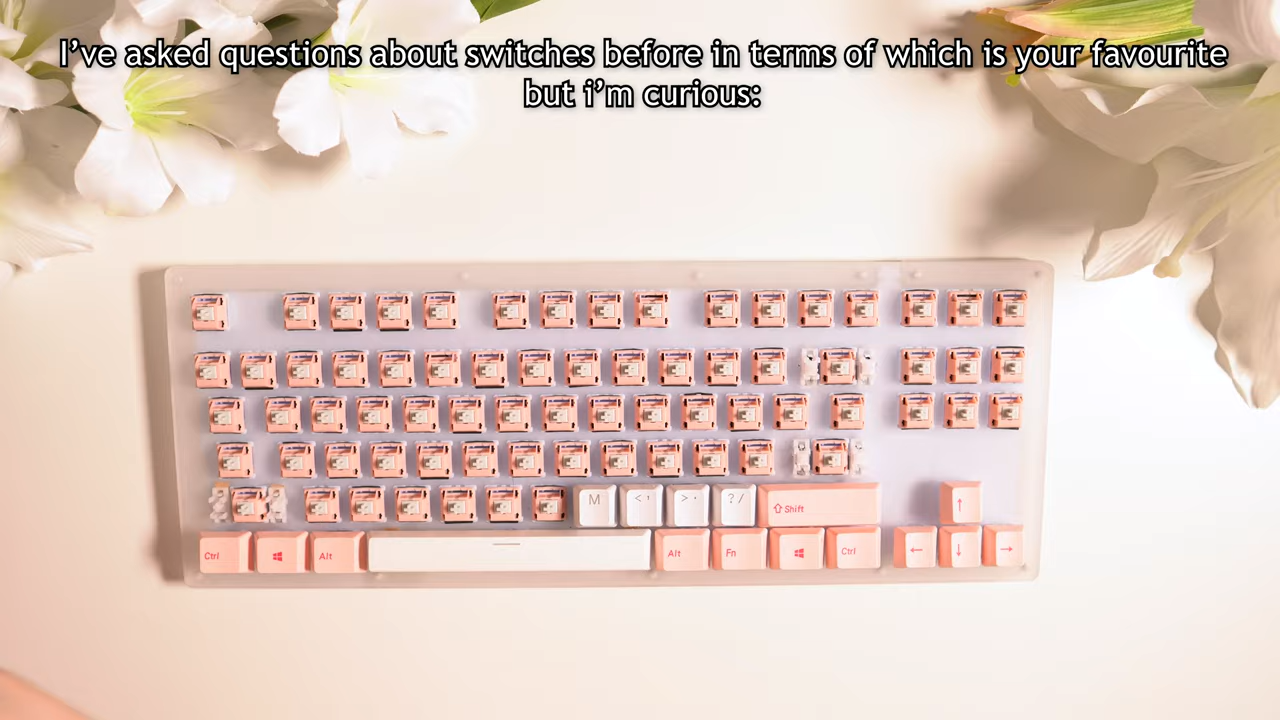 I've asked questions about switches before in terms of which is your favourite
but i'm curious:
M <, >. ?/ ⇧Shift ↑
Ctrl Alt Alt Fn Ctrl ← ↓ →